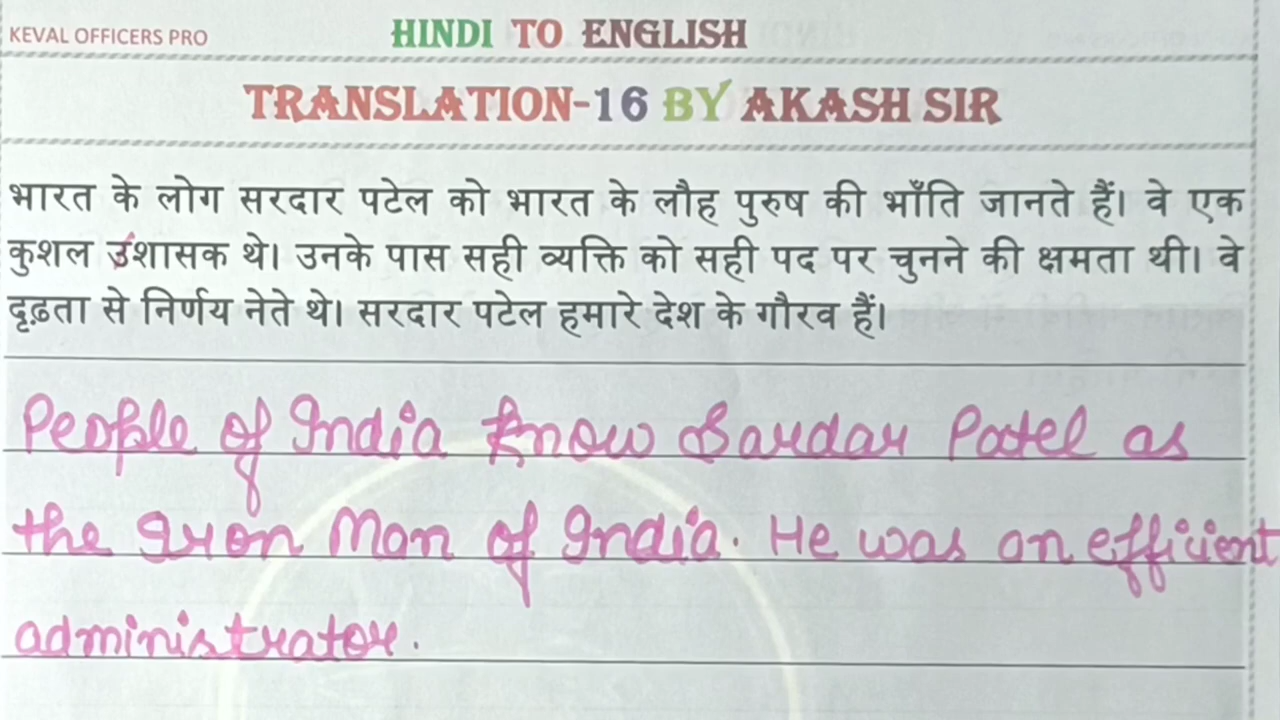 KEVAL OFFICERS PRO
HINDI TO ENGLISH
TRANSLATION-16 BY AKASH SIR
भारत के लोग सरदार पटेल को भारत के लौह पुरुष की भाँति जानते हैं। वे एक
कुशल उंशासक थे। उनके पास सही व्यक्ति को सही पद पर चुनने की क्षमता थी। वे
दृढ़ता से निर्णय नेते थे। सरदार पटेल हमारे देश के गौरव हैं।
People of India know Sardar Patel as
the Iron Man of India. He was an efficient
administrator.